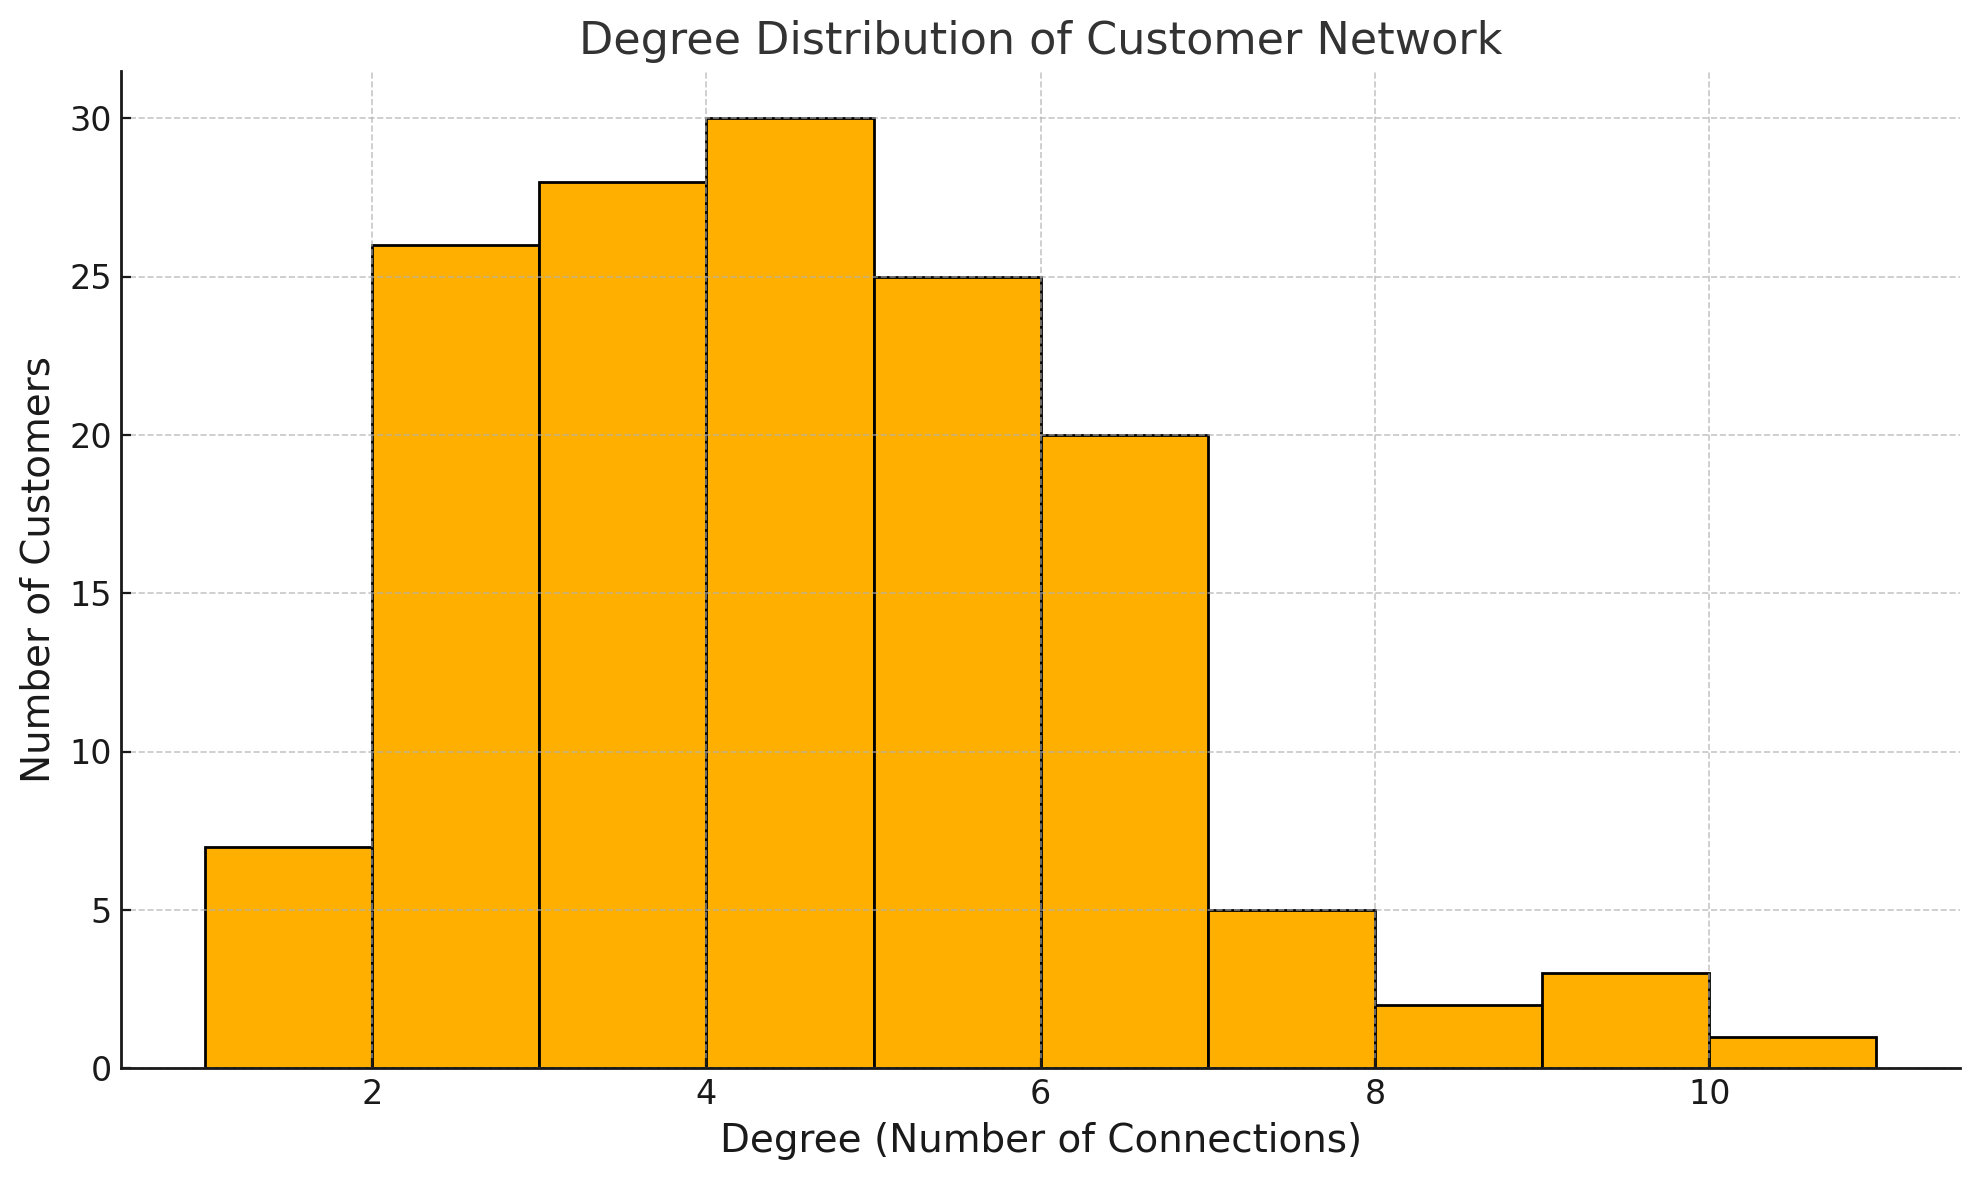 Degree Distribution of Customer Network
Number of Customers
30
25
20
15
10
5
0
2 4 6 8 10
Degree (Number of Connections)